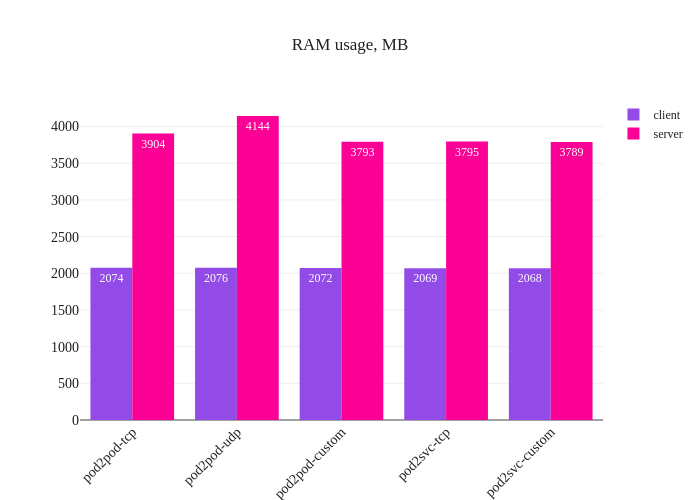 RAM usage, MB
client
server
4000
3500
3000
2500
2000
1500
1000
500
0
2074
3904
2076
4144
2072
3793
2069
3795
2068
3789
pod2pod-tcp
pod2pod-udp
pod2pod-custom
pod2svc-tcp
pod2svc-custom